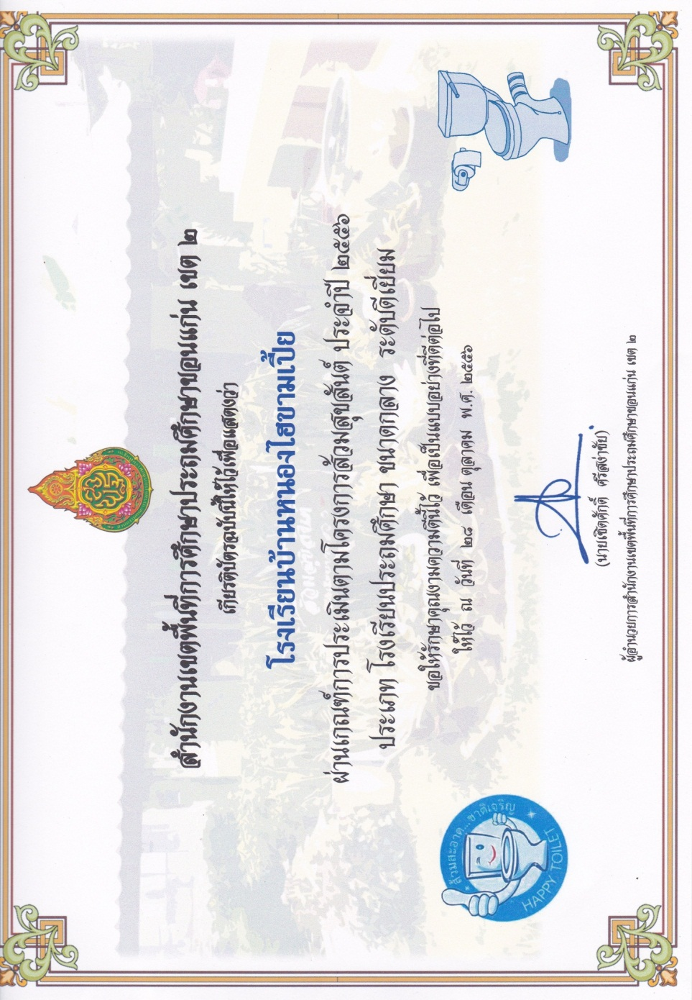 สำนักงานเขตพื้นที่การศึกษาประถมศึกษาขอนแก่น เขต ๒
เกียรติบัตรฉบับนี้ให้ไว้เพื่อแสดงว่า
โรงเรียนบ้านหนองไฮขามเปี้ย
ผ่านเกณฑ์การประเมินตามโครงการส้วมสุขสันต์ ประจำปี ๒๕๕๖
ประเภท โรงเรียนประถมศึกษา ขนาดกลาง ระดับดีเยี่ยม
ขอให้รักษาคุณงามความดีนี้ไว้ เพื่อเป็นแบบอย่างที่ดีต่อไป
ให้ไว้ ณ วันที่ ๒๘ เดือน ตุลาคม พ.ศ. ๒๕๕๖
ส้วมสะอาด...ชาติเจริญ
HAPPY TOILET
(นายเชิดศักดิ์ ศรีสง่าชัย)
ผู้อำนวยการสำนักงานเขตพื้นที่การศึกษาประถมศึกษาขอนแก่น เขต ๒